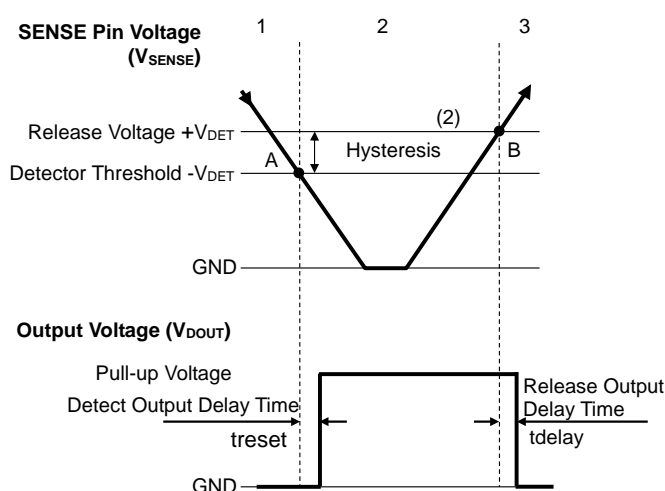 1 2 3
SENSE Pin Voltage
(VSENSE)
(2)
Release Voltage +VDET
A Hysteresis B
Detector Threshold -VDET
GND
Output Voltage (VDOUT)
Pull-up Voltage
Detect Output Delay Time
treset
Release Output
Delay Time
tdelay
GND